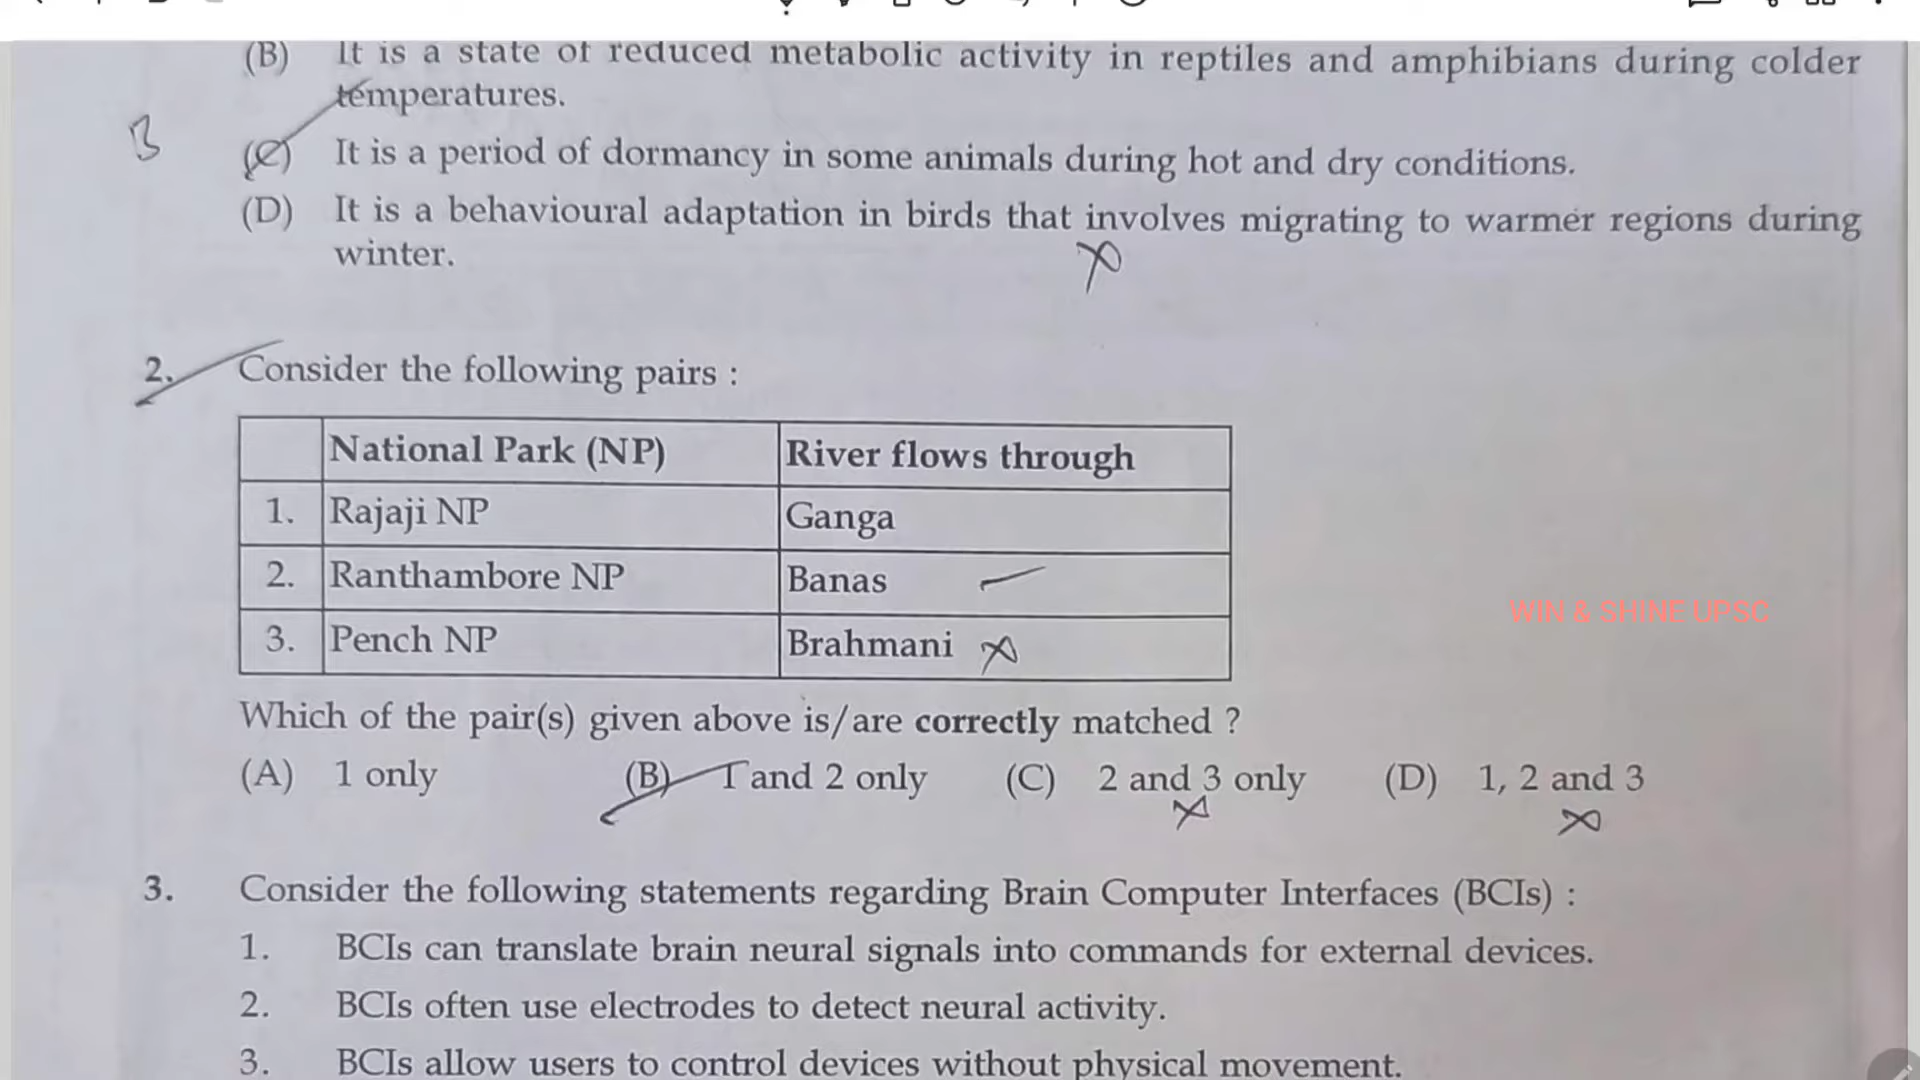 (B) It is a state of reduced metabolic activity in reptiles and amphibians during colder
temperatures.
B
(C) It is a period of dormancy in some animals during hot and dry conditions.
(D) It is a behavioural adaptation in birds that involves migrating to warmer regions during
winter.
2. Consider the following pairs :
National Park (NP) River flows through
1. Rajaji NP Ganga
2. Ranthambore NP Banas
3. Pench NP Brahmani
WIN & SHINE UPSC
Which of the pair(s) given above is/are correctly matched ?
(A) 1 only (B) 1 and 2 only (C) 2 and 3 only (D) 1, 2 and 3
3. Consider the following statements regarding Brain Computer Interfaces (BCIs) :
1. BCIs can translate brain neural signals into commands for external devices.
2. BCIs often use electrodes to detect neural activity.
3. BCIs allow users to control devices without physical movement.